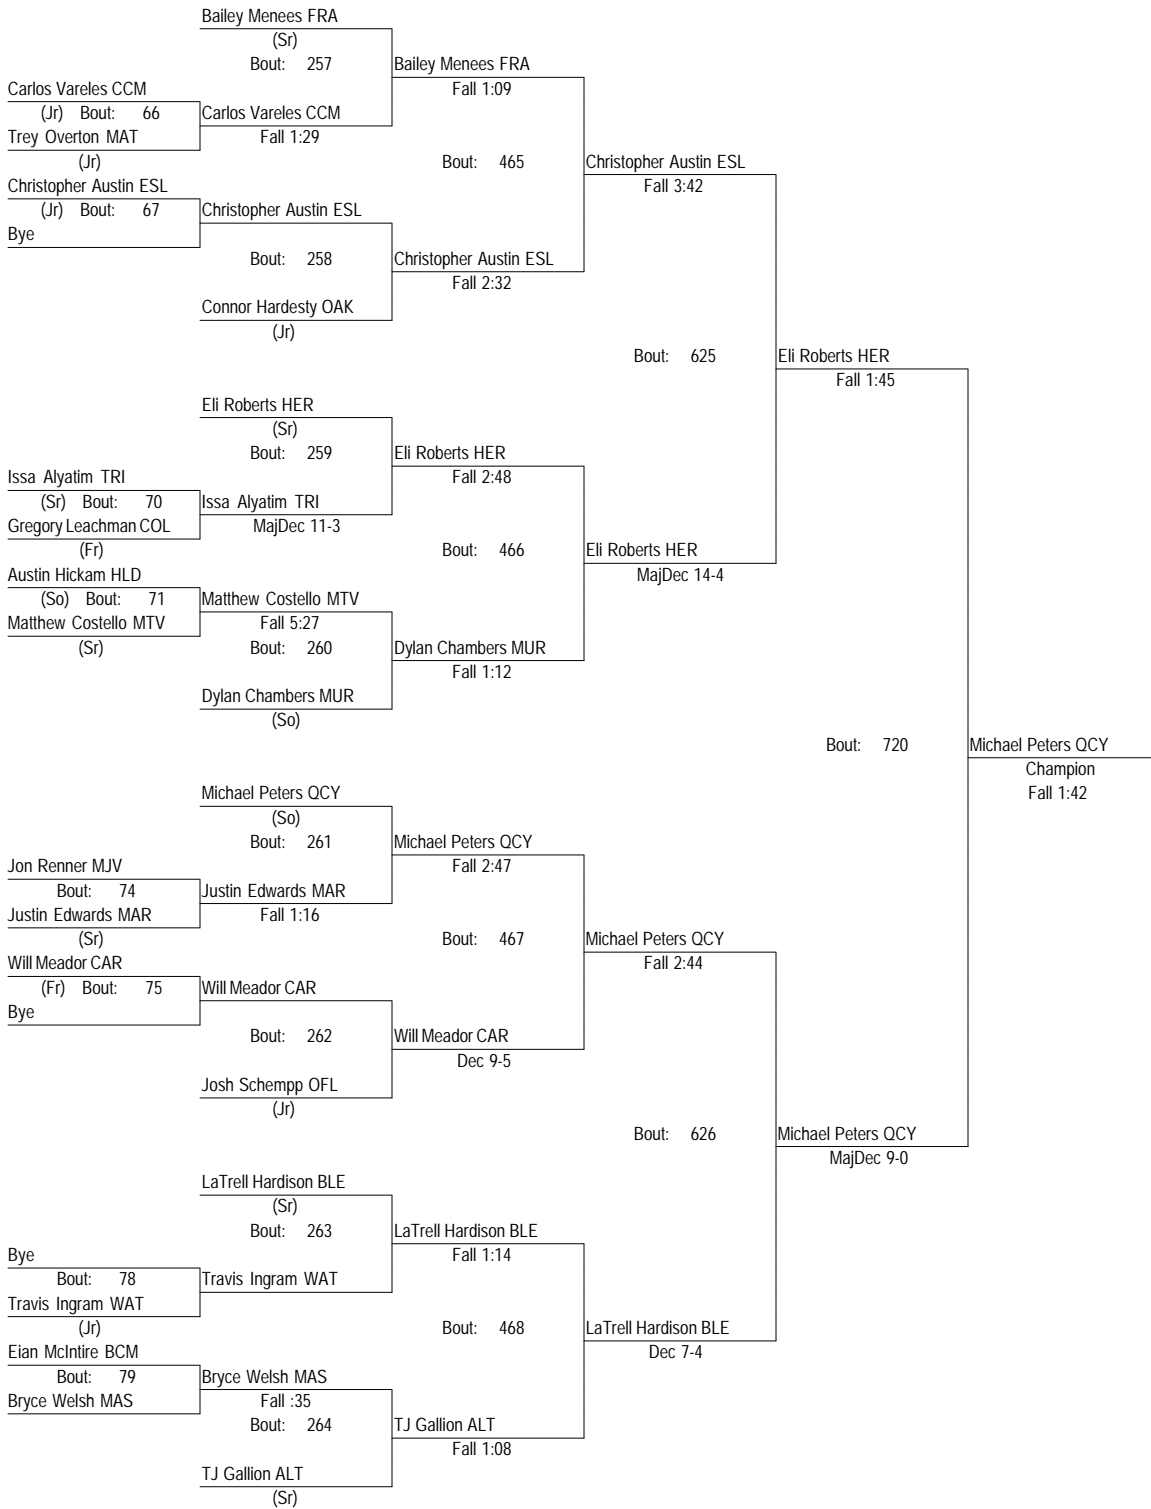 Bailey Menees FRA
(Sr)
Bout: 257
Bailey Menees FRA
Fall 1:09
Carlos Vareles CCM
(Jr) Bout: 66
Carlos Vareles CCM
Trey Overton MAT
Fall 1:29
(Jr)
Bout: 465
Christopher Austin ESL
Fall 3:42
Christopher Austin ESL
(Jr) Bout: 67
Christopher Austin ESL
Bye
Bout: 258
Christopher Austin ESL
Fall 2:32
Connor Hardesty OAK
(Jr)
Bout: 625
Eli Roberts HER
Fall 1:45
Eli Roberts HER
(Sr)
Bout: 259
Eli Roberts HER
Fall 2:48
Issa Alyatim TRI
(Sr) Bout: 70
Issa Alyatim TRI
Gregory Leachman COL
MajDec 11-3
(Fr)
Bout: 466
Eli Roberts HER
MajDec 14-4
Austin Hickam HLD
(So) Bout: 71
Matthew Costello MTV
Matthew Costello MTV
Fall 5:27
(Sr)
Bout: 260
Dylan Chambers MUR
Fall 1:12
Dylan Chambers MUR
(So)
Bout: 720
Michael Peters QCY
Champion
Fall 1:42
Michael Peters QCY
(So)
Bout: 261
Michael Peters QCY
Fall 2:47
Jon Renner MJV
Bout: 74
Justin Edwards MAR
Justin Edwards MAR
Fall 1:16
(Sr)
Bout: 467
Michael Peters QCY
Fall 2:44
Will Meador CAR
(Fr) Bout: 75
Will Meador CAR
Bye
Bout: 262
Will Meador CAR
Dec 9-5
Josh Schempp OFL
(Jr)
Bout: 626
Michael Peters QCY
MajDec 9-0
LaTrell Hardison BLE
(Sr)
Bout: 263
LaTrell Hardison BLE
Fall 1:14
Bye
Bout: 78
Travis Ingram WAT
Travis Ingram WAT
(Jr)
Bout: 468
LaTrell Hardison BLE
Dec 7-4
Eian McIntire BCM
Bout: 79
Bryce Welsh MAS
Bryce Welsh MAS
Fall :35
Bout: 264
TJ Gallion ALT
Fall 1:08
TJ Gallion ALT
(Sr)